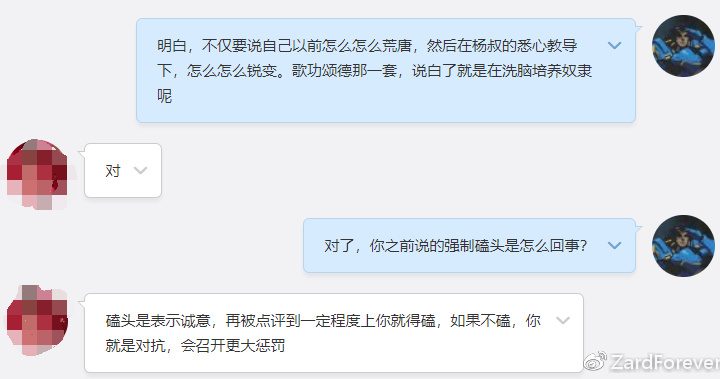 明白，不仅要说自己以前怎么怎么荒唐，然后在杨叔的悉心教导
下，怎么怎么锐变。歌功颂德那一套，说白了就是在洗脑培养奴隶
呢
对
对了，你之前说的强制磕头是怎么回事？
磕头是表示诚意，再被点评到一定程度上你就得磕，如果不磕，你
就是对抗，会召开更大惩罚
ZardForever